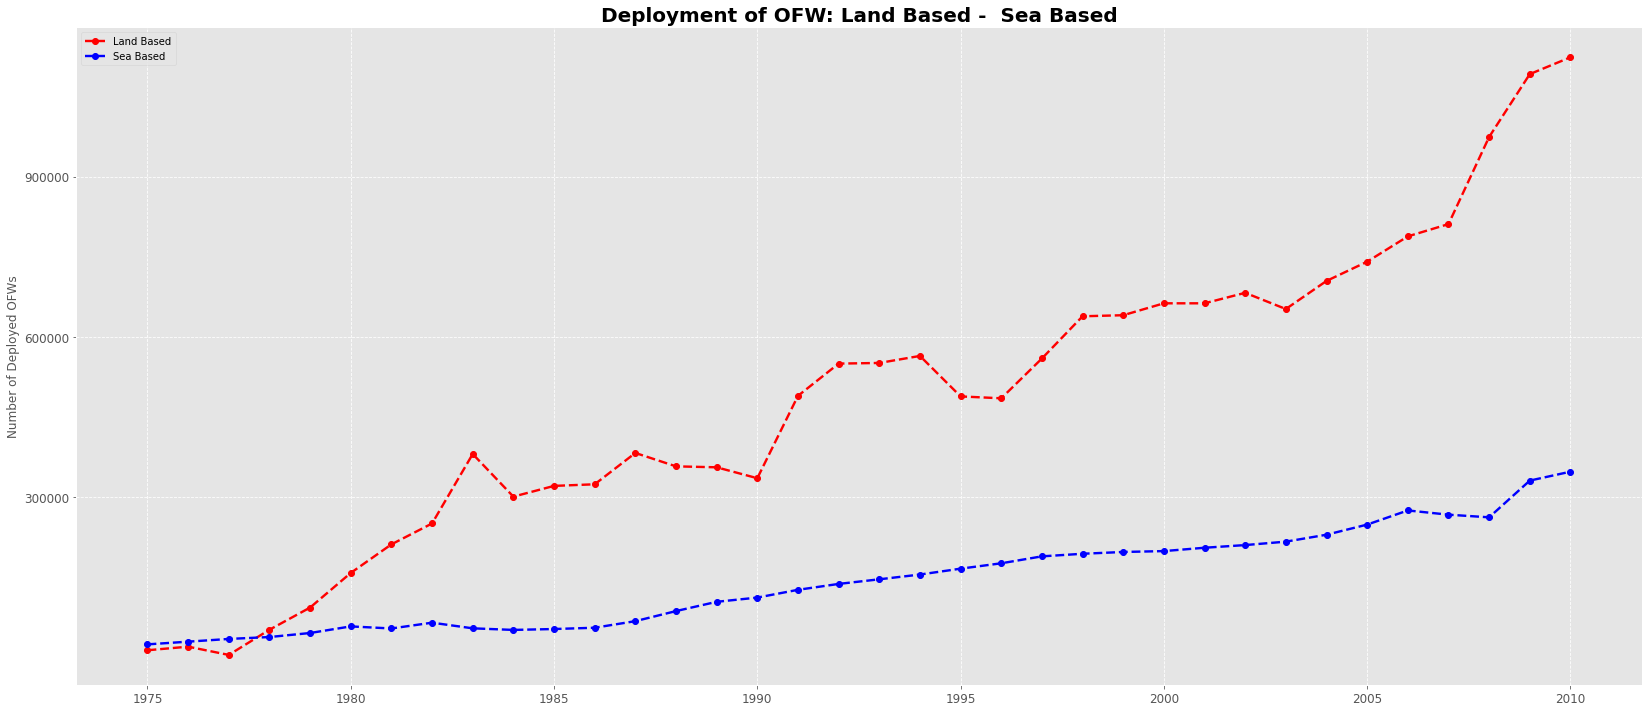 Deployment of OFW: Land Based -  Sea Based
Land Based
Sea Based
Number of Deployed OFWs
900000
600000
300000
1975
1980
1985
1990
1995
2000
2005
2010